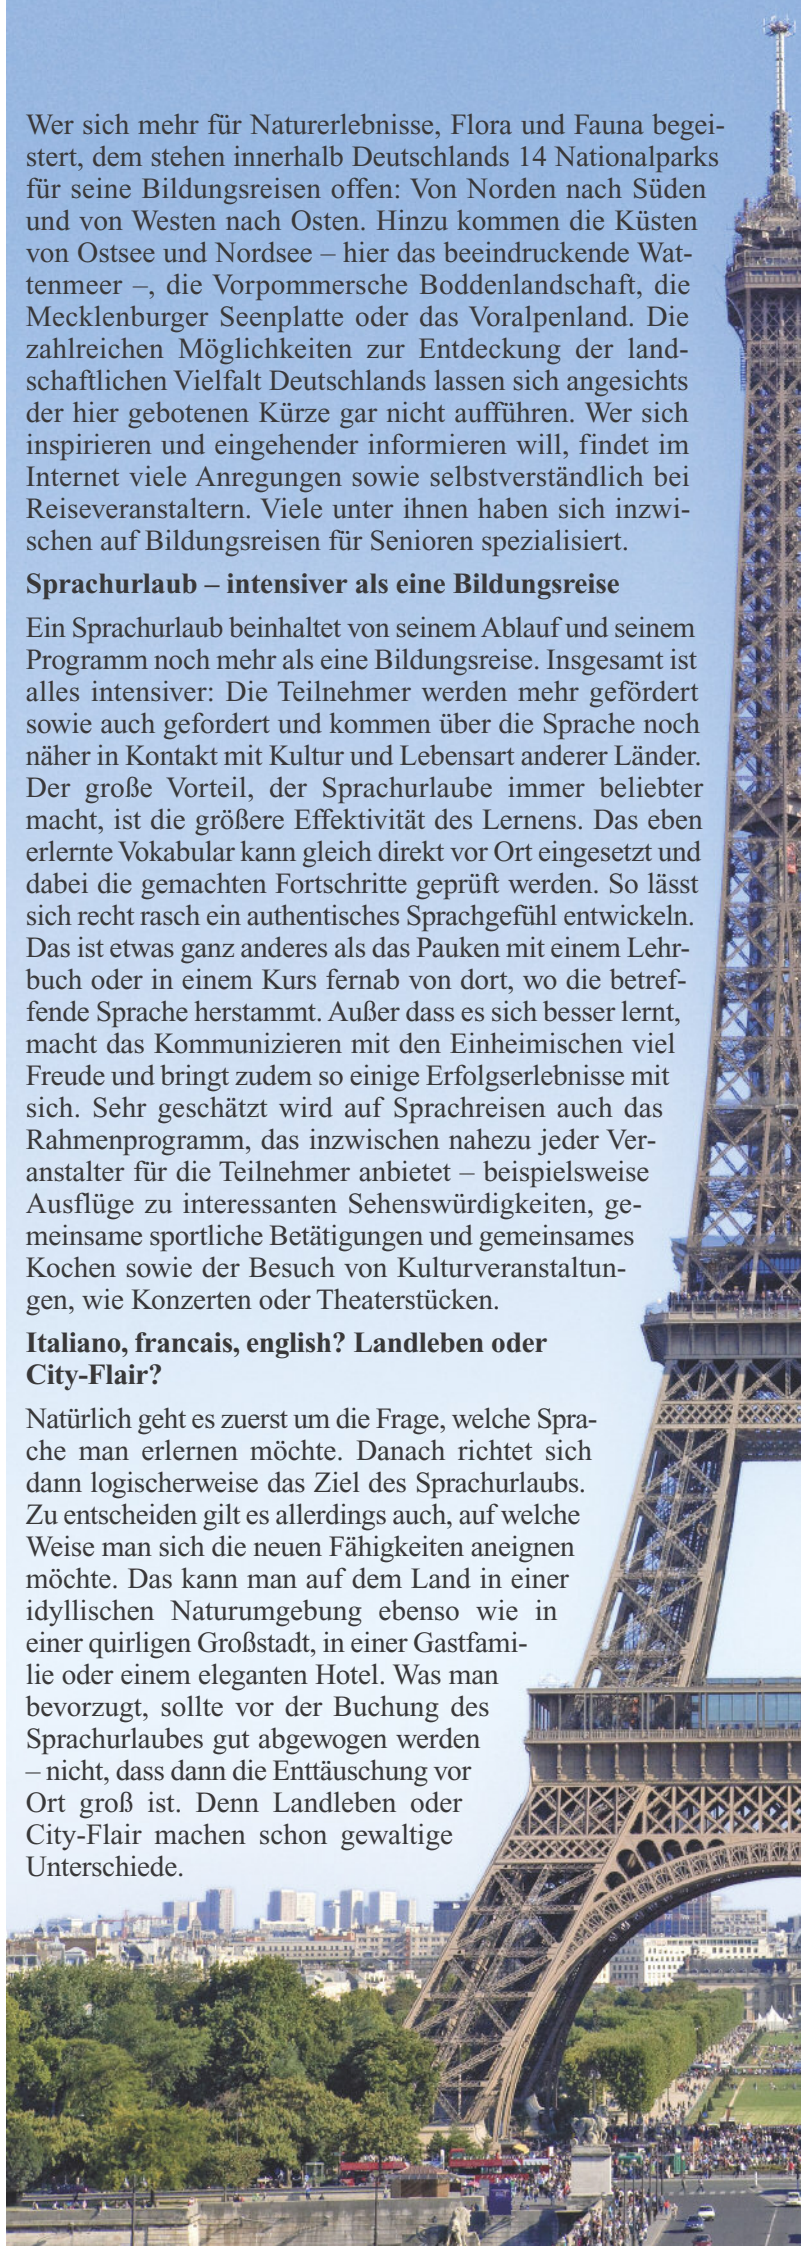 Wer sich mehr für Naturerlebnisse, Flora und Fauna begei-
stert, dem stehen innerhalb Deutschlands 14 Nationalparks
für seine Bildungsreisen offen: Von Norden nach Süden
und von Westen nach Osten. Hinzu kommen die Küsten
von Ostsee und Nordsee – hier das beeindruckende Wat-
tenmeer –, die Vorpommersche Boddenlandschaft, die
Mecklenburger Seenplatte oder das Voralpenland. Die
zahlreichen Möglichkeiten zur Entdeckung der land-
schaftlichen Vielfalt Deutschlands lassen sich angesichts
der hier gebotenen Kürze gar nicht aufführen. Wer sich
inspirieren und eingehender informieren will, findet im
Internet viele Anregungen sowie selbstverständlich bei
Reiseveranstaltern. Viele unter ihnen haben sich inzwi-
schen auf Bildungsreisen für Senioren spezialisiert.
Sprachurlaub – intensiver als eine Bildungsreise
Ein Sprachurlaub beinhaltet von seinem Ablauf und seinem
Programm noch mehr als eine Bildungsreise. Insgesamt ist
alles intensiver: Die Teilnehmer werden mehr gefördert
sowie auch gefordert und kommen über die Sprache noch
näher in Kontakt mit Kultur und Lebensart anderer Länder.
Der große Vorteil, der Sprachurlaube immer beliebter
macht, ist die größere Effektivität des Lernens. Das eben
erlernte Vokabular kann gleich direkt vor Ort eingesetzt und
dabei die gemachten Fortschritte geprüft werden. So lässt
sich recht rasch ein authentisches Sprachgefühl entwickeln.
Das ist etwas ganz anderes als das Pauken mit einem Lehr-
buch oder in einem Kurs fernab von dort, wo die betref-
fende Sprache herstammt. Außer dass es sich besser lernt,
macht das Kommunizieren mit den Einheimischen viel
Freude und bringt zudem so einige Erfolgserlebnisse mit
sich. Sehr geschätzt wird auf Sprachreisen auch das
Rahmenprogramm, das inzwischen nahezu jeder Ver-
anstalter für die Teilnehmer anbietet – beispielsweise
Ausflüge zu interessanten Sehenswürdigkeiten, ge-
meinsame sportliche Betätigungen und gemeinsames
Kochen sowie der Besuch von Kulturveranstaltun-
gen, wie Konzerten oder Theaterstücken.
Italiano, francais, english? Landleben oder
City-Flair?
Natürlich geht es zuerst um die Frage, welche Spra-
che man erlernen möchte. Danach richtet sich
dann logischerweise das Ziel des Sprachurlaubs.
Zu entscheiden gilt es allerdings auch, auf welche
Weise man sich die neuen Fähigkeiten aneignen
möchte. Das kann man auf dem Land in einer
idyllischen Naturumgebung ebenso wie in
einer quirligen Großstadt, in einer Gastfami-
lie oder einem eleganten Hotel. Was man
bevorzugt, sollte vor der Buchung des
Sprachurlaubes gut abgewogen werden
– nicht, dass dann die Enttäuschung vor
Ort groß ist. Denn Landleben oder
City-Flair machen schon gewaltige
Unterschiede.